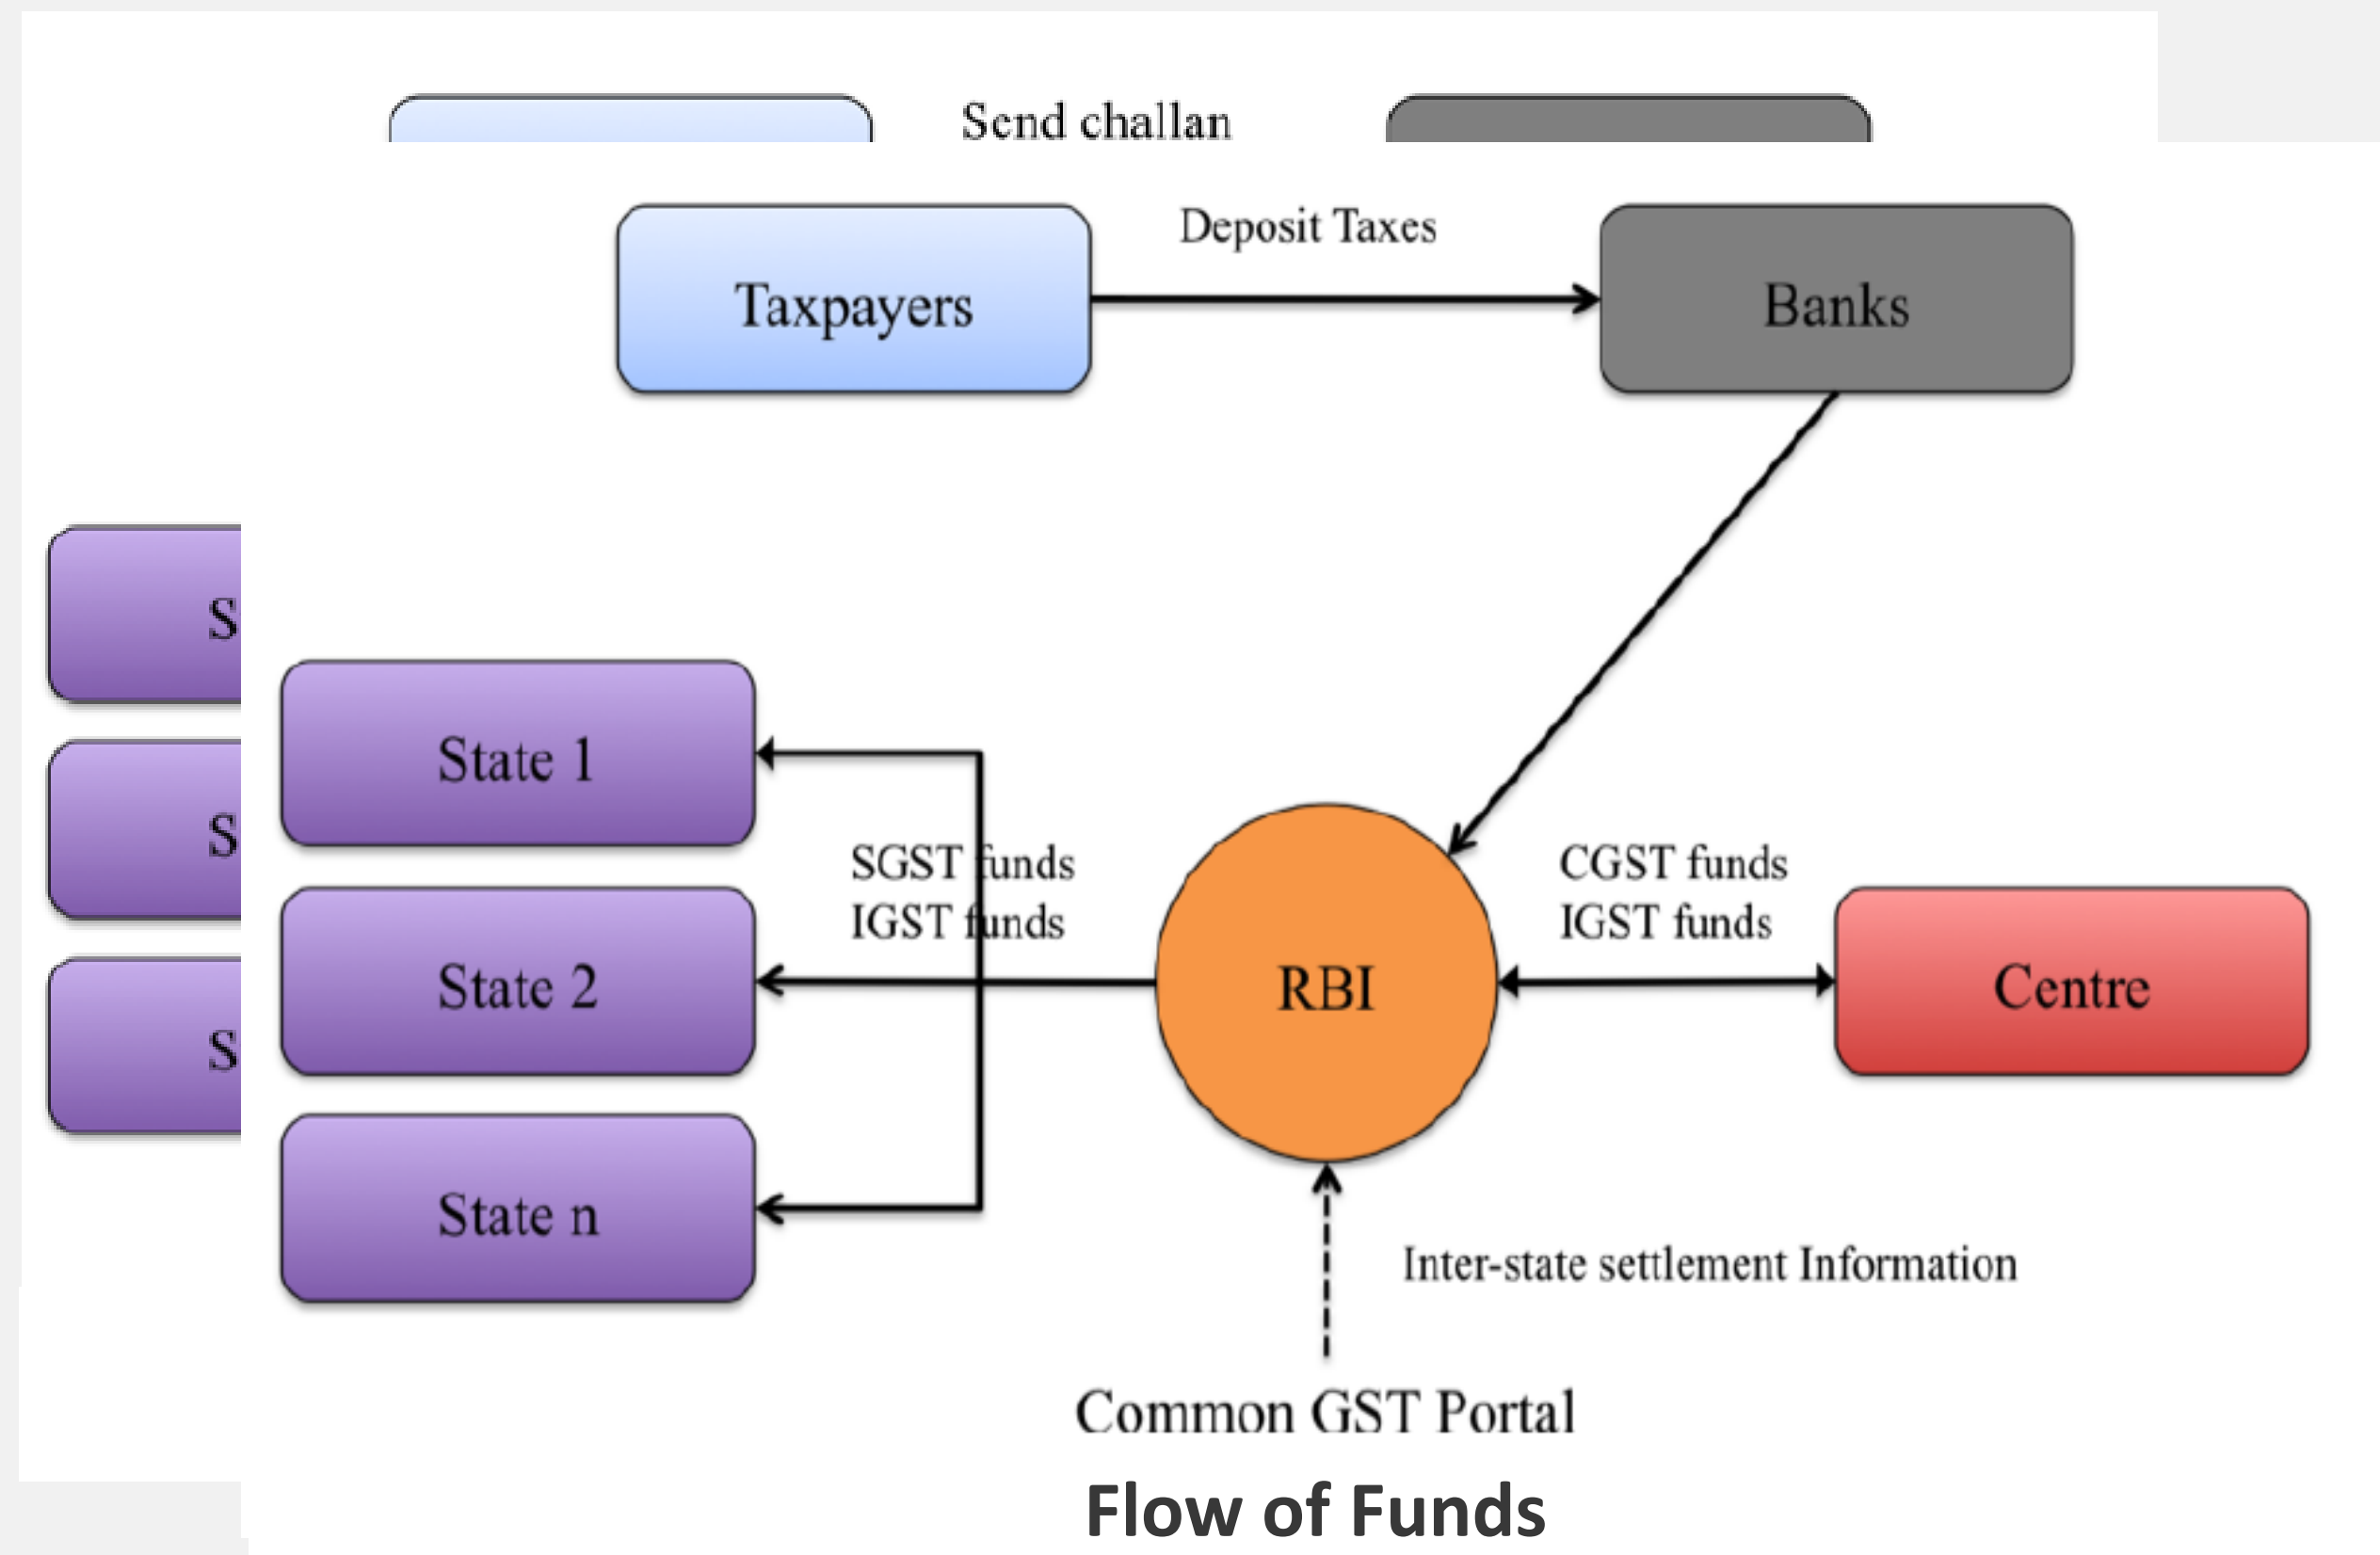 Send challan
Deposit Taxes
Taxpayers
Banks
S
State 1
SGST funds
IGST funds
CGST funds
IGST funds
S
State 2
RBI
Centre
S
State n
Inter-state settlement Information
Common GST Portal
Flow of Funds